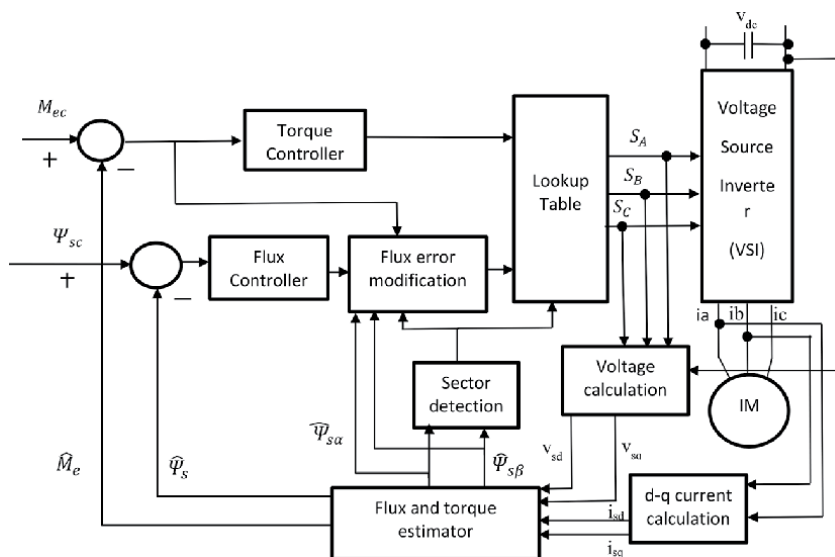 V_dc
M_ec
+
−
Torque
Controller
Lookup
Table
S_A
S_B
S_C
Voltage
Source
Inverte
r
(VSI)
Ψ_sc
+
−
Flux
Controller
Flux error
modification
ia
ib
ic
IM
Sector
detection
Voltage
calculation
M̂_e
Ψ̂_s
Ψ̂_sα
Ψ̂_sβ
v_sd
v_sq
Flux and torque
estimator
i_sd
i_sq
d-q current
calculation